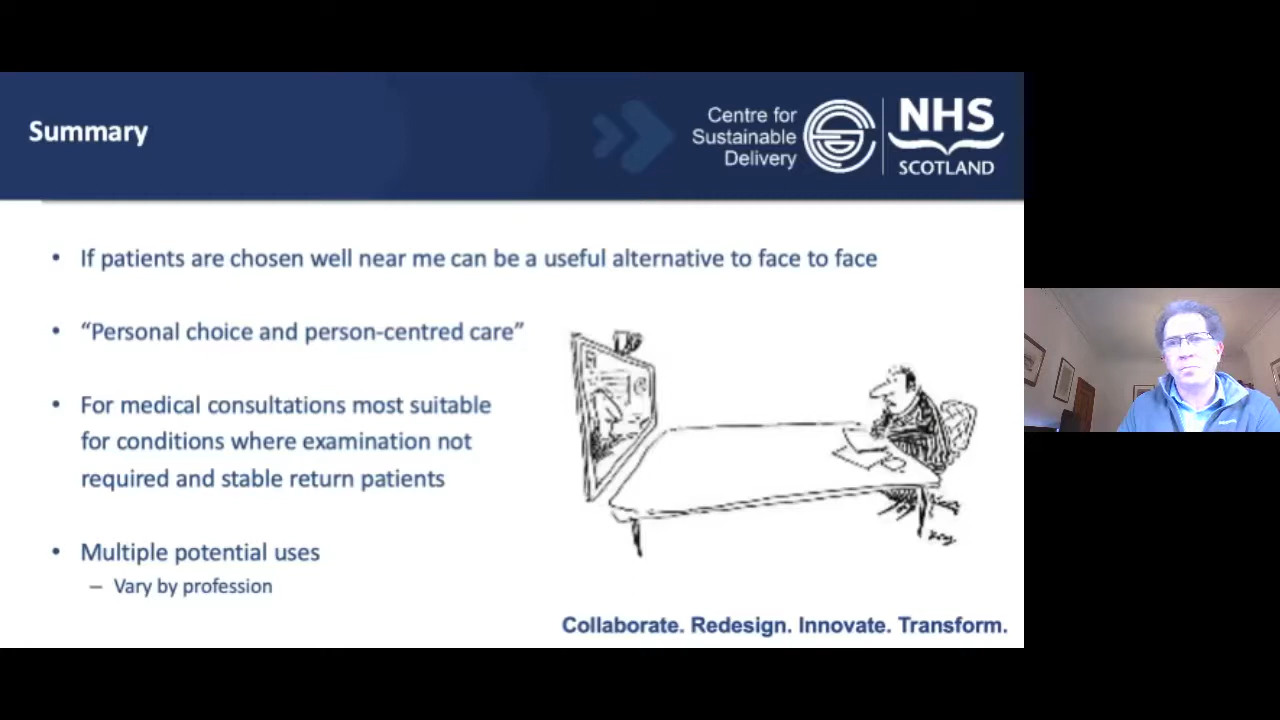 Summary
Centre for
Sustainable
Delivery
NHS
SCOTLAND
• If patients are chosen well near me can be a useful alternative to face to face
• “Personal choice and person-centred care”
• For medical consultations most suitable
for conditions where examination not
required and stable return patients
• Multiple potential uses
– Vary by profession
Collaborate. Redesign. Innovate. Transform.